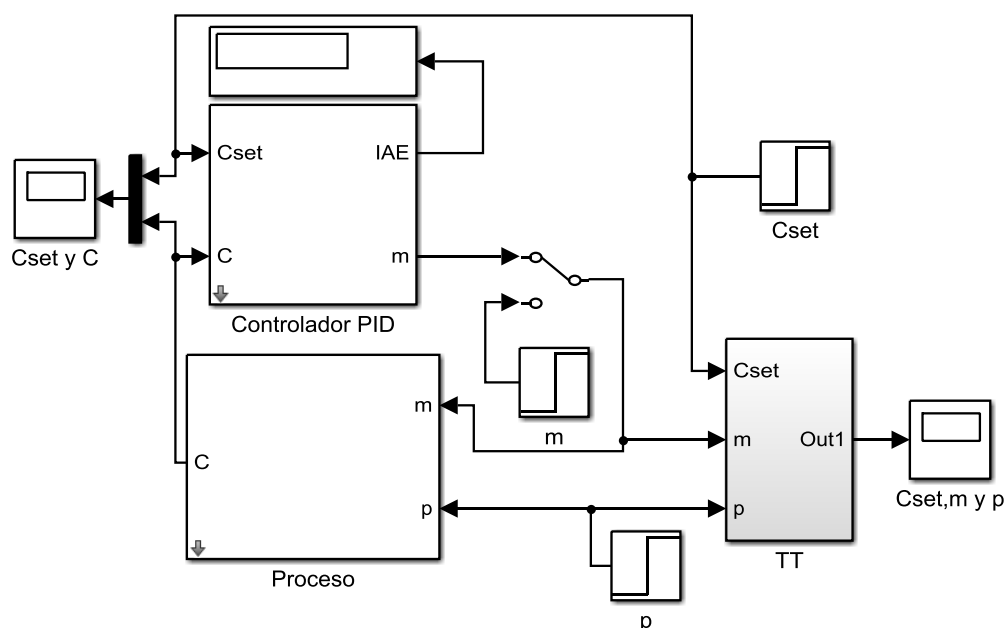 Cset
IAE
C
m
Controlador PID
Cset y C
Cset
m
C
m
p
Proceso
Cset
m
Out1
p
TT
Cset,m y p
p